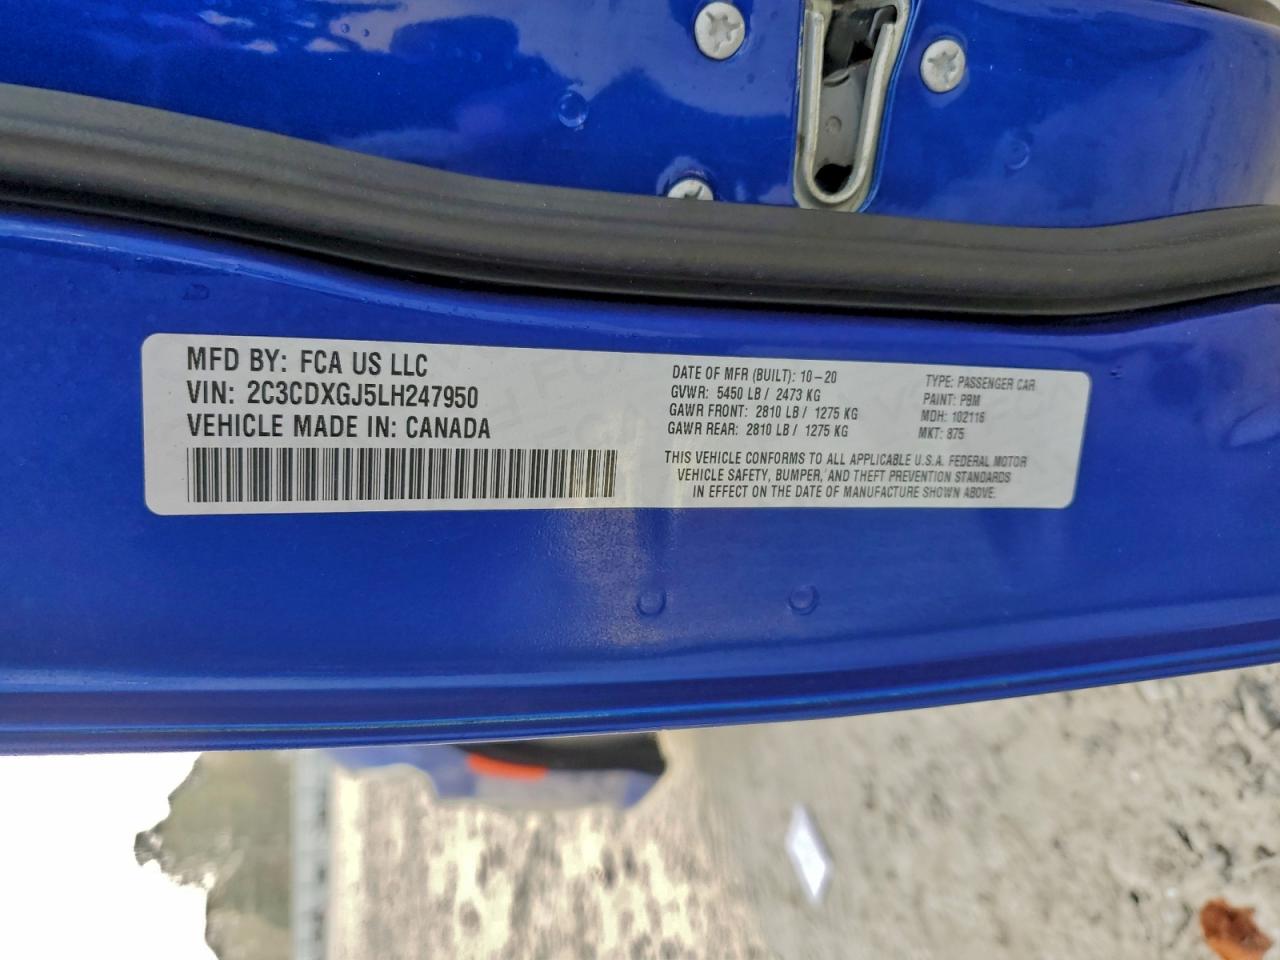 MFD BY: FCA US LLC
VIN: 2C3CDXGJ5LH247950
VEHICLE MADE IN: CANADA
DATE OF MFR (BUILT): 10-20
GVWR: 5450 LB / 2473 KG
GAWR FRONT: 2810 LB / 1275 KG
GAWR REAR: 2810 LB / 1275 KG
TYPE: PASSENGER CAR
PAINT: PBM
MDH: 102116
MKT: 875
THIS VEHICLE CONFORMS TO ALL APPLICABLE U.S.A. FEDERAL MOTOR
VEHICLE SAFETY, BUMPER, AND THEFT PREVENTION STANDARDS
IN EFFECT ON THE DATE OF MANUFACTURE SHOWN ABOVE.